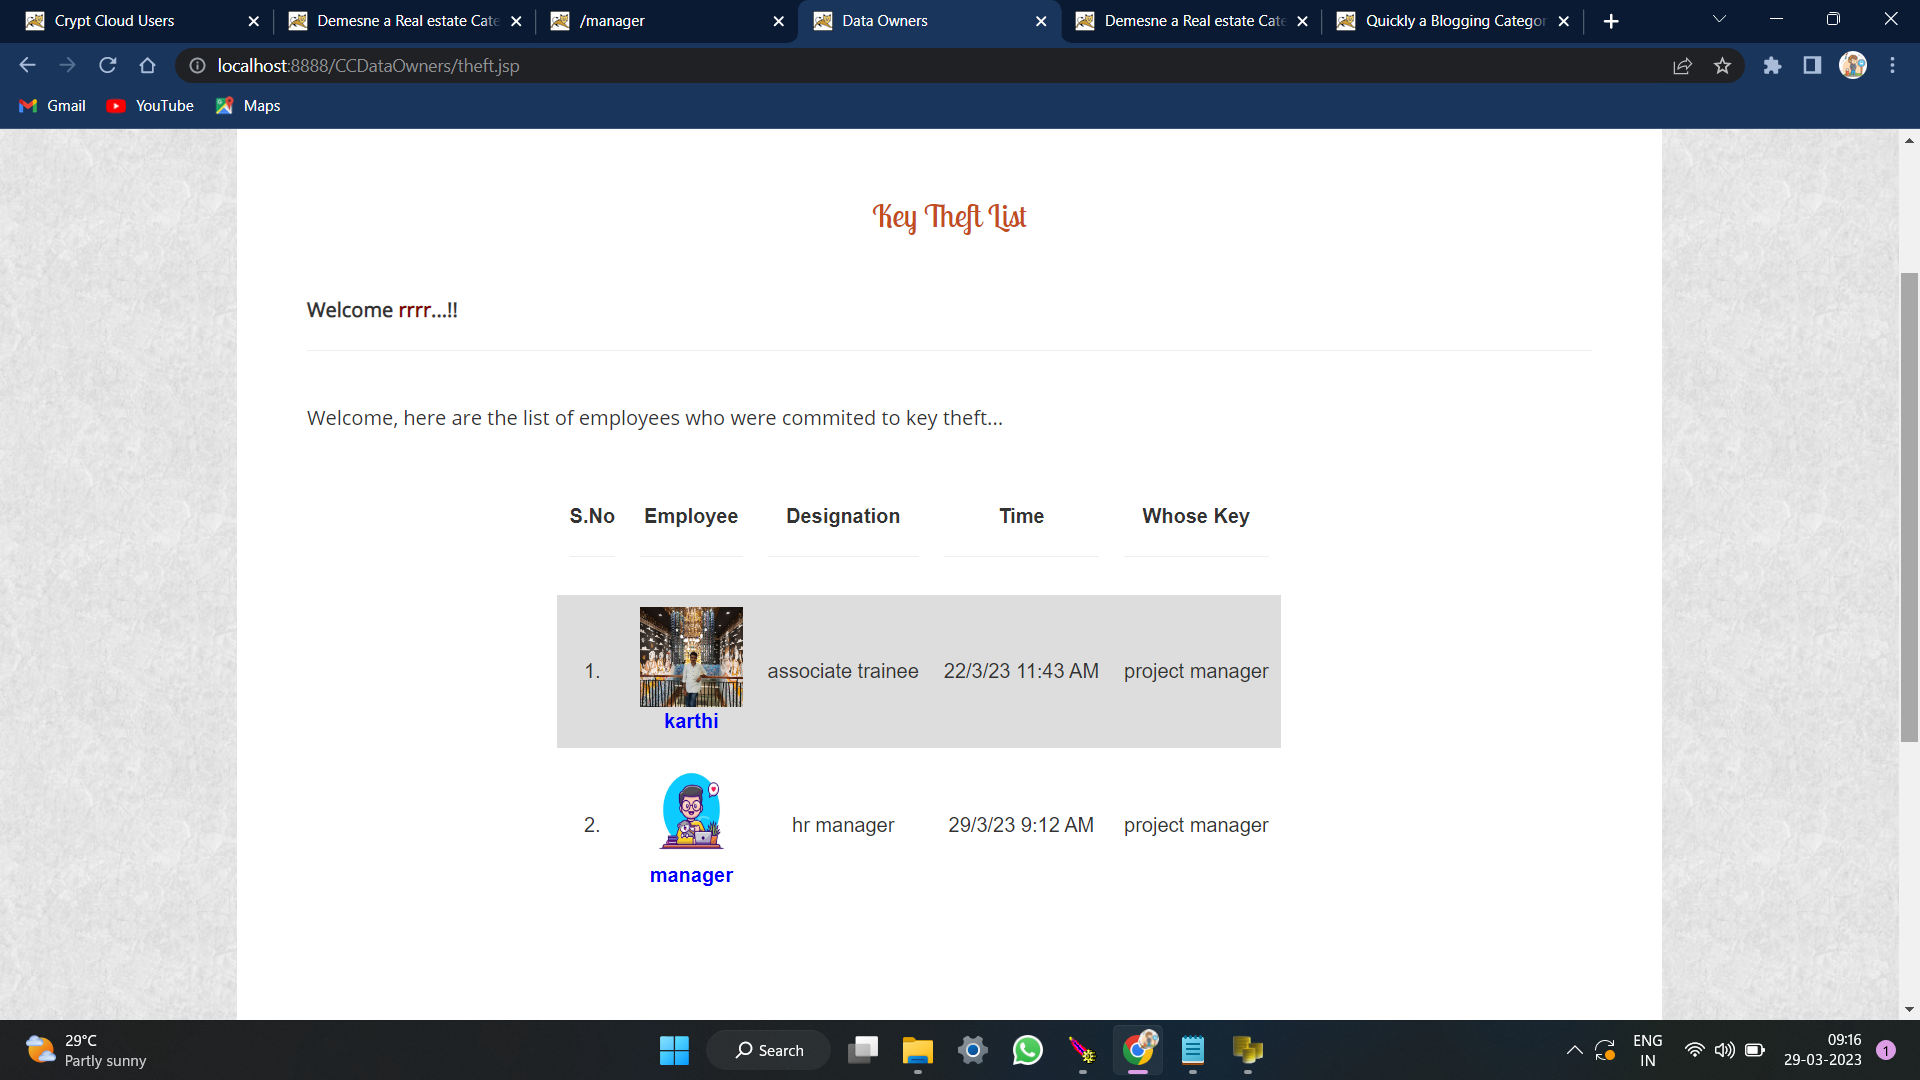 Crypt Cloud Users
Demesne a Real estate Cate
/manager
Data Owners
Demesne a Real estate Cate
Quickly a Blogging Categor
localhost:8888/CCDataOwners/theft.jsp
Gmail
YouTube
Maps
Key Theft List
Welcome rrrr...!!
Welcome, here are the list of employees who were commited to key theft...
S.No Employee Designation Time Whose Key
1. karthi associate trainee 22/3/23 11:43 AM project manager
2. manager hr manager 29/3/23 9:12 AM project manager
29°C
Partly sunny
Search
ENG
IN
09:16
29-03-2023
1